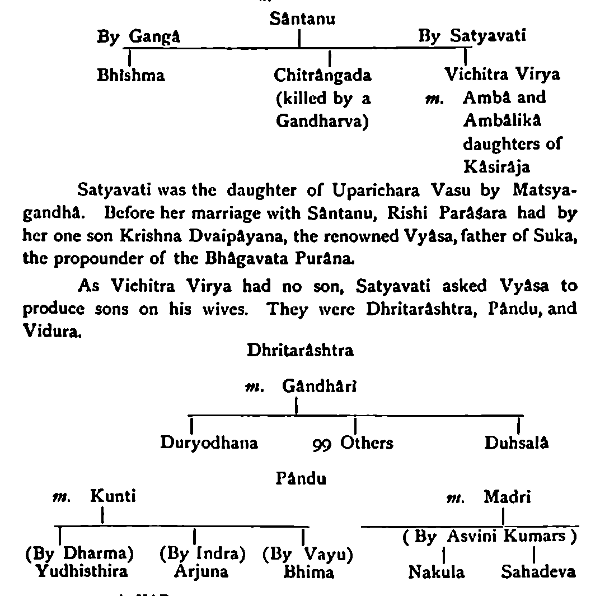 Sântanu
By Gangâ By Satyavati
Bhishma Chitrângada Vichitra Virya
(killed by a m. Ambâ and
Gandharva) Ambâlikâ
daughters of
Kâsirâja
Satyavati was the daughter of Uparichara Vasu by Matsya-
gandhâ. Before her marriage with Sântanu, Rishi Parâśara had by
her one son Krishna Dvaipâyana, the renowned Vyâsa, father of Suka,
the propounder of the Bhâgavata Purâna.
As Vichitra Virya had no son, Satyavati asked Vyâsa to
produce sons on his wives. They were Dhritarâshtra, Pându, and
Vidura.
Dhritarâshtra
m. Gândhâri
Duryodhana 99 Others Duhsalâ
Pându
m. Kunti m. Madri
(By Asvini Kumars)
(By Dharma) (By Indra) (By Vayu)
Yudhisthira Arjuna Bhima Nakula Sahadeva